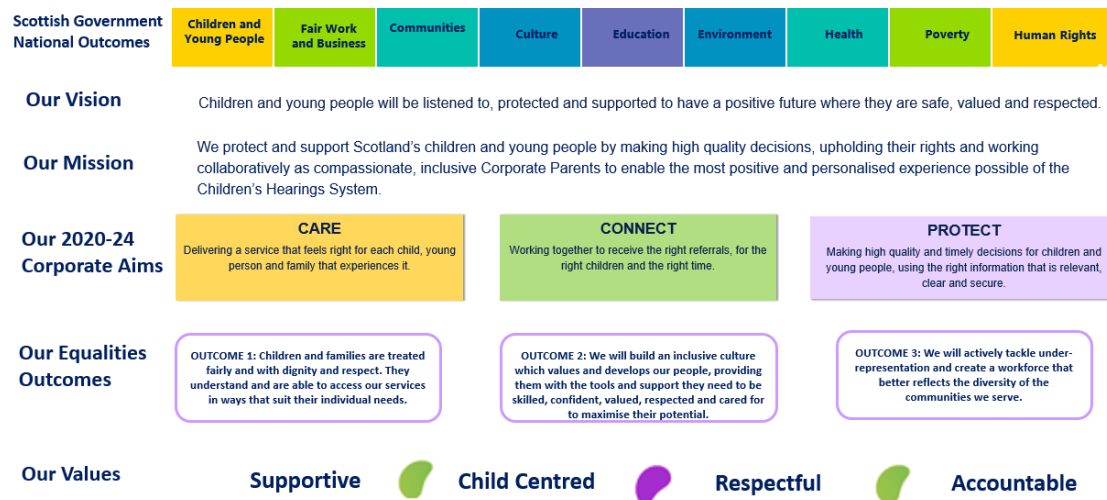 Scottish Government
National Outcomes
Children and
Young People
Fair Work
and Business
Communities
Culture
Education
Environment
Health
Poverty
Human Rights
Our Vision
Children and young people will be listened to, protected and supported to have a positive future where they are safe, valued and respected.
Our Mission
We protect and support Scotland's children and young people by making high quality decisions, upholding their rights and working
collaboratively as compassionate, inclusive Corporate Parents to enable the most positive and personalised experience possible of the
Children's Hearings System.
Our 2020-24
Corporate Aims
CARE
Delivering a service that feels right for each child, young
person and family that experiences it.
CONNECT
Working together to receive the right referrals, for the
right children and the right time.
PROTECT
Making high quality and timely decisions for children and
young people, using the right information that is relevant,
clear and secure.
Our Equalities
Outcomes
OUTCOME 1: Children and families are treated
fairly and with dignity and respect. They
understand and are able to access our services
in ways that suit their individual needs.
OUTCOME 2: We will build an inclusive culture
which values and develops our people, providing
them with the tools and support they need to be
skilled, confident, valued, respected and cared for
to maximise their potential.
OUTCOME 3: We will actively tackle under-
representation and create a workforce that
better reflects the diversity of the
communities we serve.
Our Values
Supportive
Child Centred
Respectful
Accountable